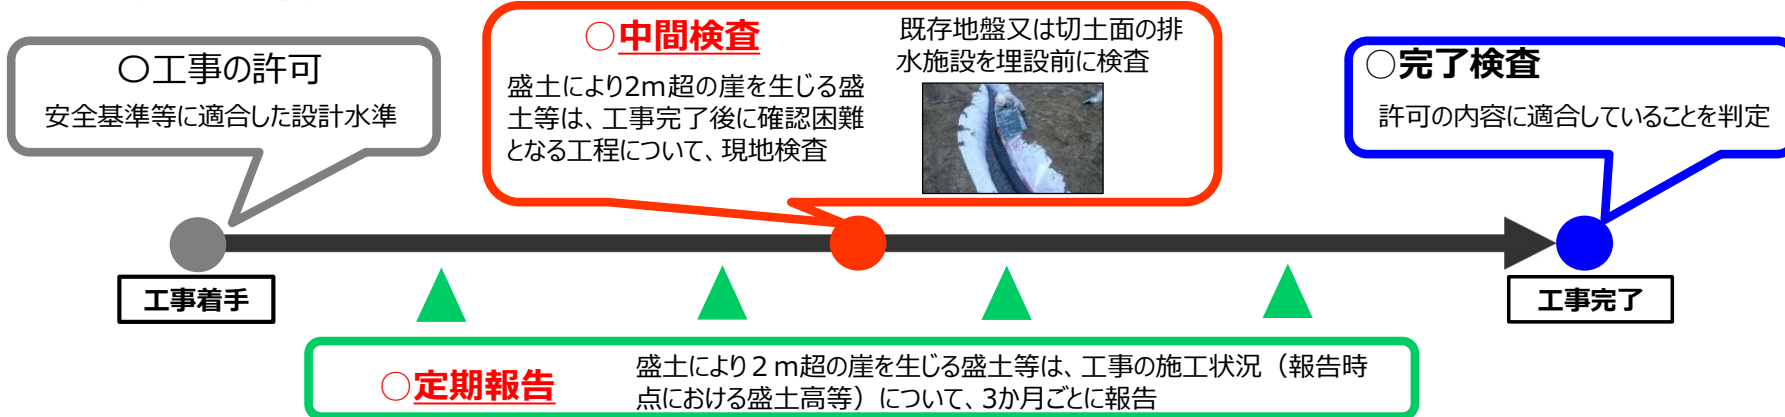 〇工事の許可
安全基準等に適合した設計水準
○中間検査
盛土により2m超の崖を生じる盛
土等は、工事完了後に確認困難
となる工程について、現地検査
既存地盤又は切土面の排
水施設を埋設前に検査
○完了検査
許可の内容に適合していることを判定
工事着手
工事完了
○定期報告
盛土により２ｍ超の崖を生じる盛土等は、工事の施工状況（報告時
点における盛土高等）について、3か月ごとに報告